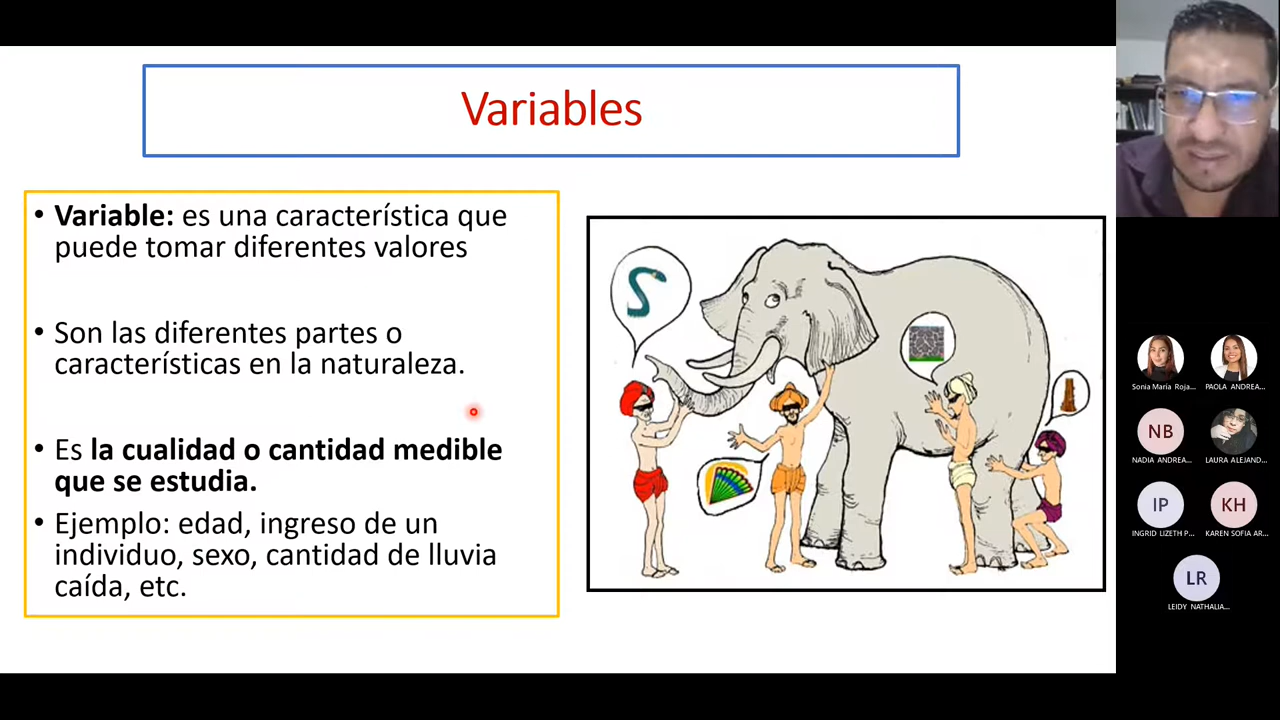 Variables
• Variable: es una característica que
puede tomar diferentes valores
• Son las diferentes partes o
características en la naturaleza.
• Es la cualidad o cantidad medible
que se estudia.
• Ejemplo: edad, ingreso de un
individuo, sexo, cantidad de lluvia
caída, etc.
Sonia Maria Roja...
PAOLA ANDREA...
NB
NADIA ANDREA...
LAURA ALEJAND...
IP
INGRID LIZETH P...
KH
KAREN SOFIA AR...
LR
LEIDY NATHALIA...